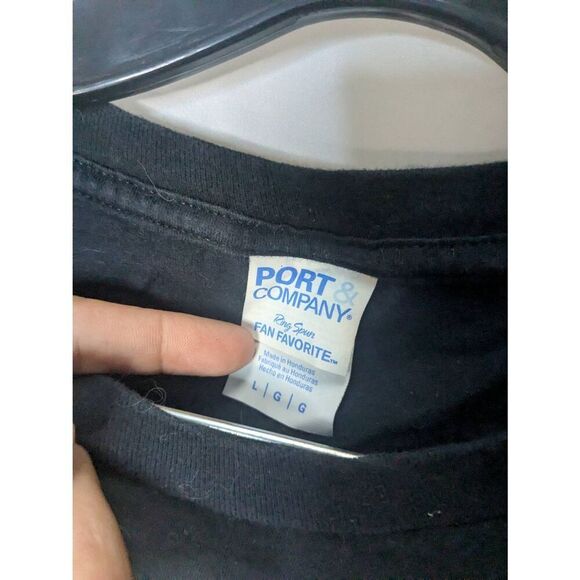 PORT &
COMPANY®
Ring Spun
FAN FAVORITE™
Made in Honduras
Fabriqué au Honduras
Hecho en Honduras
L | G | G